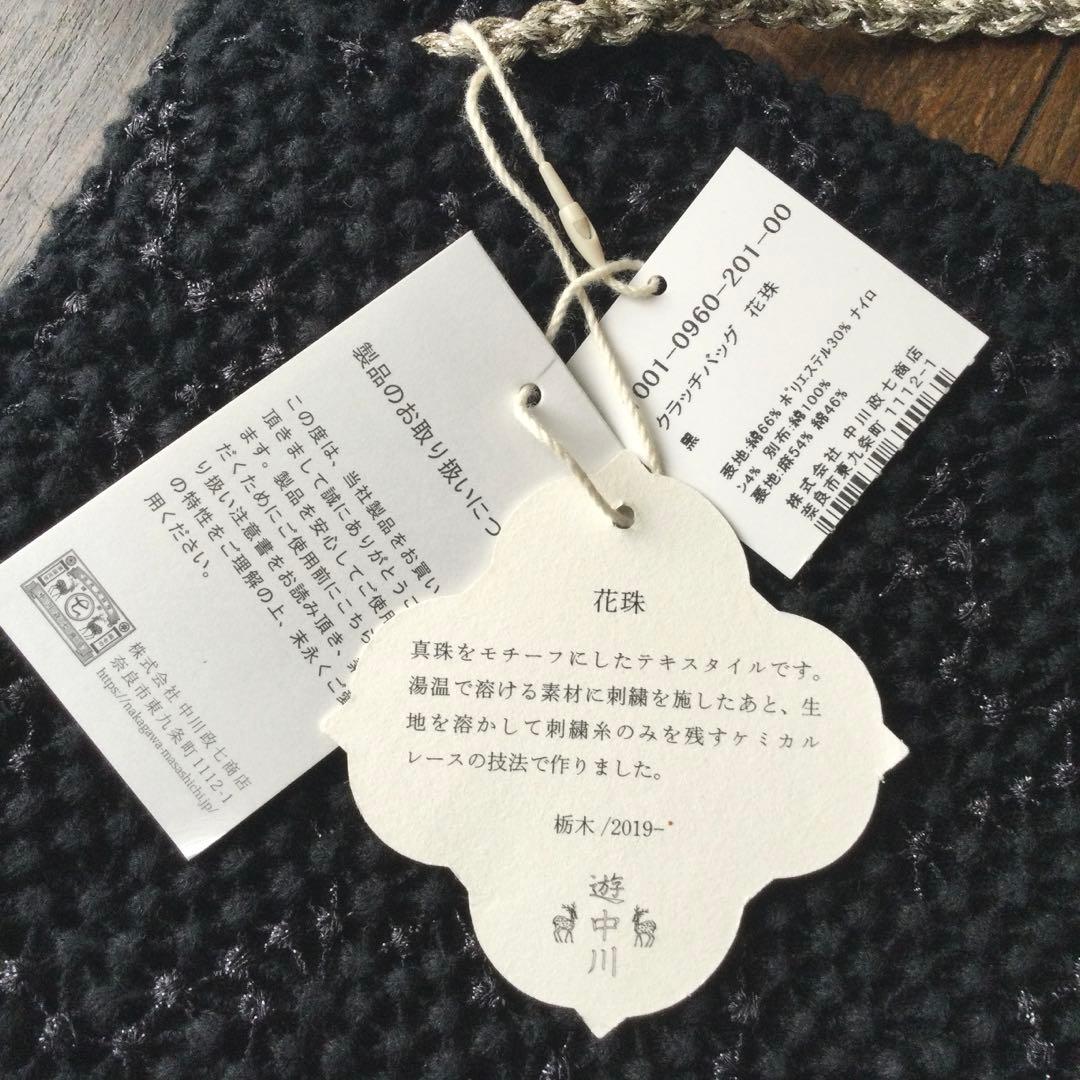 製品のお取り扱いにつ
この度は、当社製品をお買い
頂きまして誠にありがとうご
ます。製品を安心してご使用
だくためにご使用前にこちら
り扱い注意書をお読み頂き、
の特性をご理解の上、末永くご愛
用ください。
七
株式会社 中川政七商店
奈良市東九条町1112-1
https//nakagawa-masashichi.jp/
001-0960-201-00
クラッチバッグ 花珠
黒
表地:綿66% ポリエステル30% ナイロ
ン4% 別布:綿100%
裏地:麻54% 綿46%
株式会社 中川政七商店
奈良市東九条町1112-1
花珠
真珠をモチーフにしたテキスタイルです。
湯温で溶ける素材に刺繍を施したあと、生
地を溶かして刺繍糸のみを残すケミカル
レースの技法で作りました。
栃木 /2019-
遊
中
川